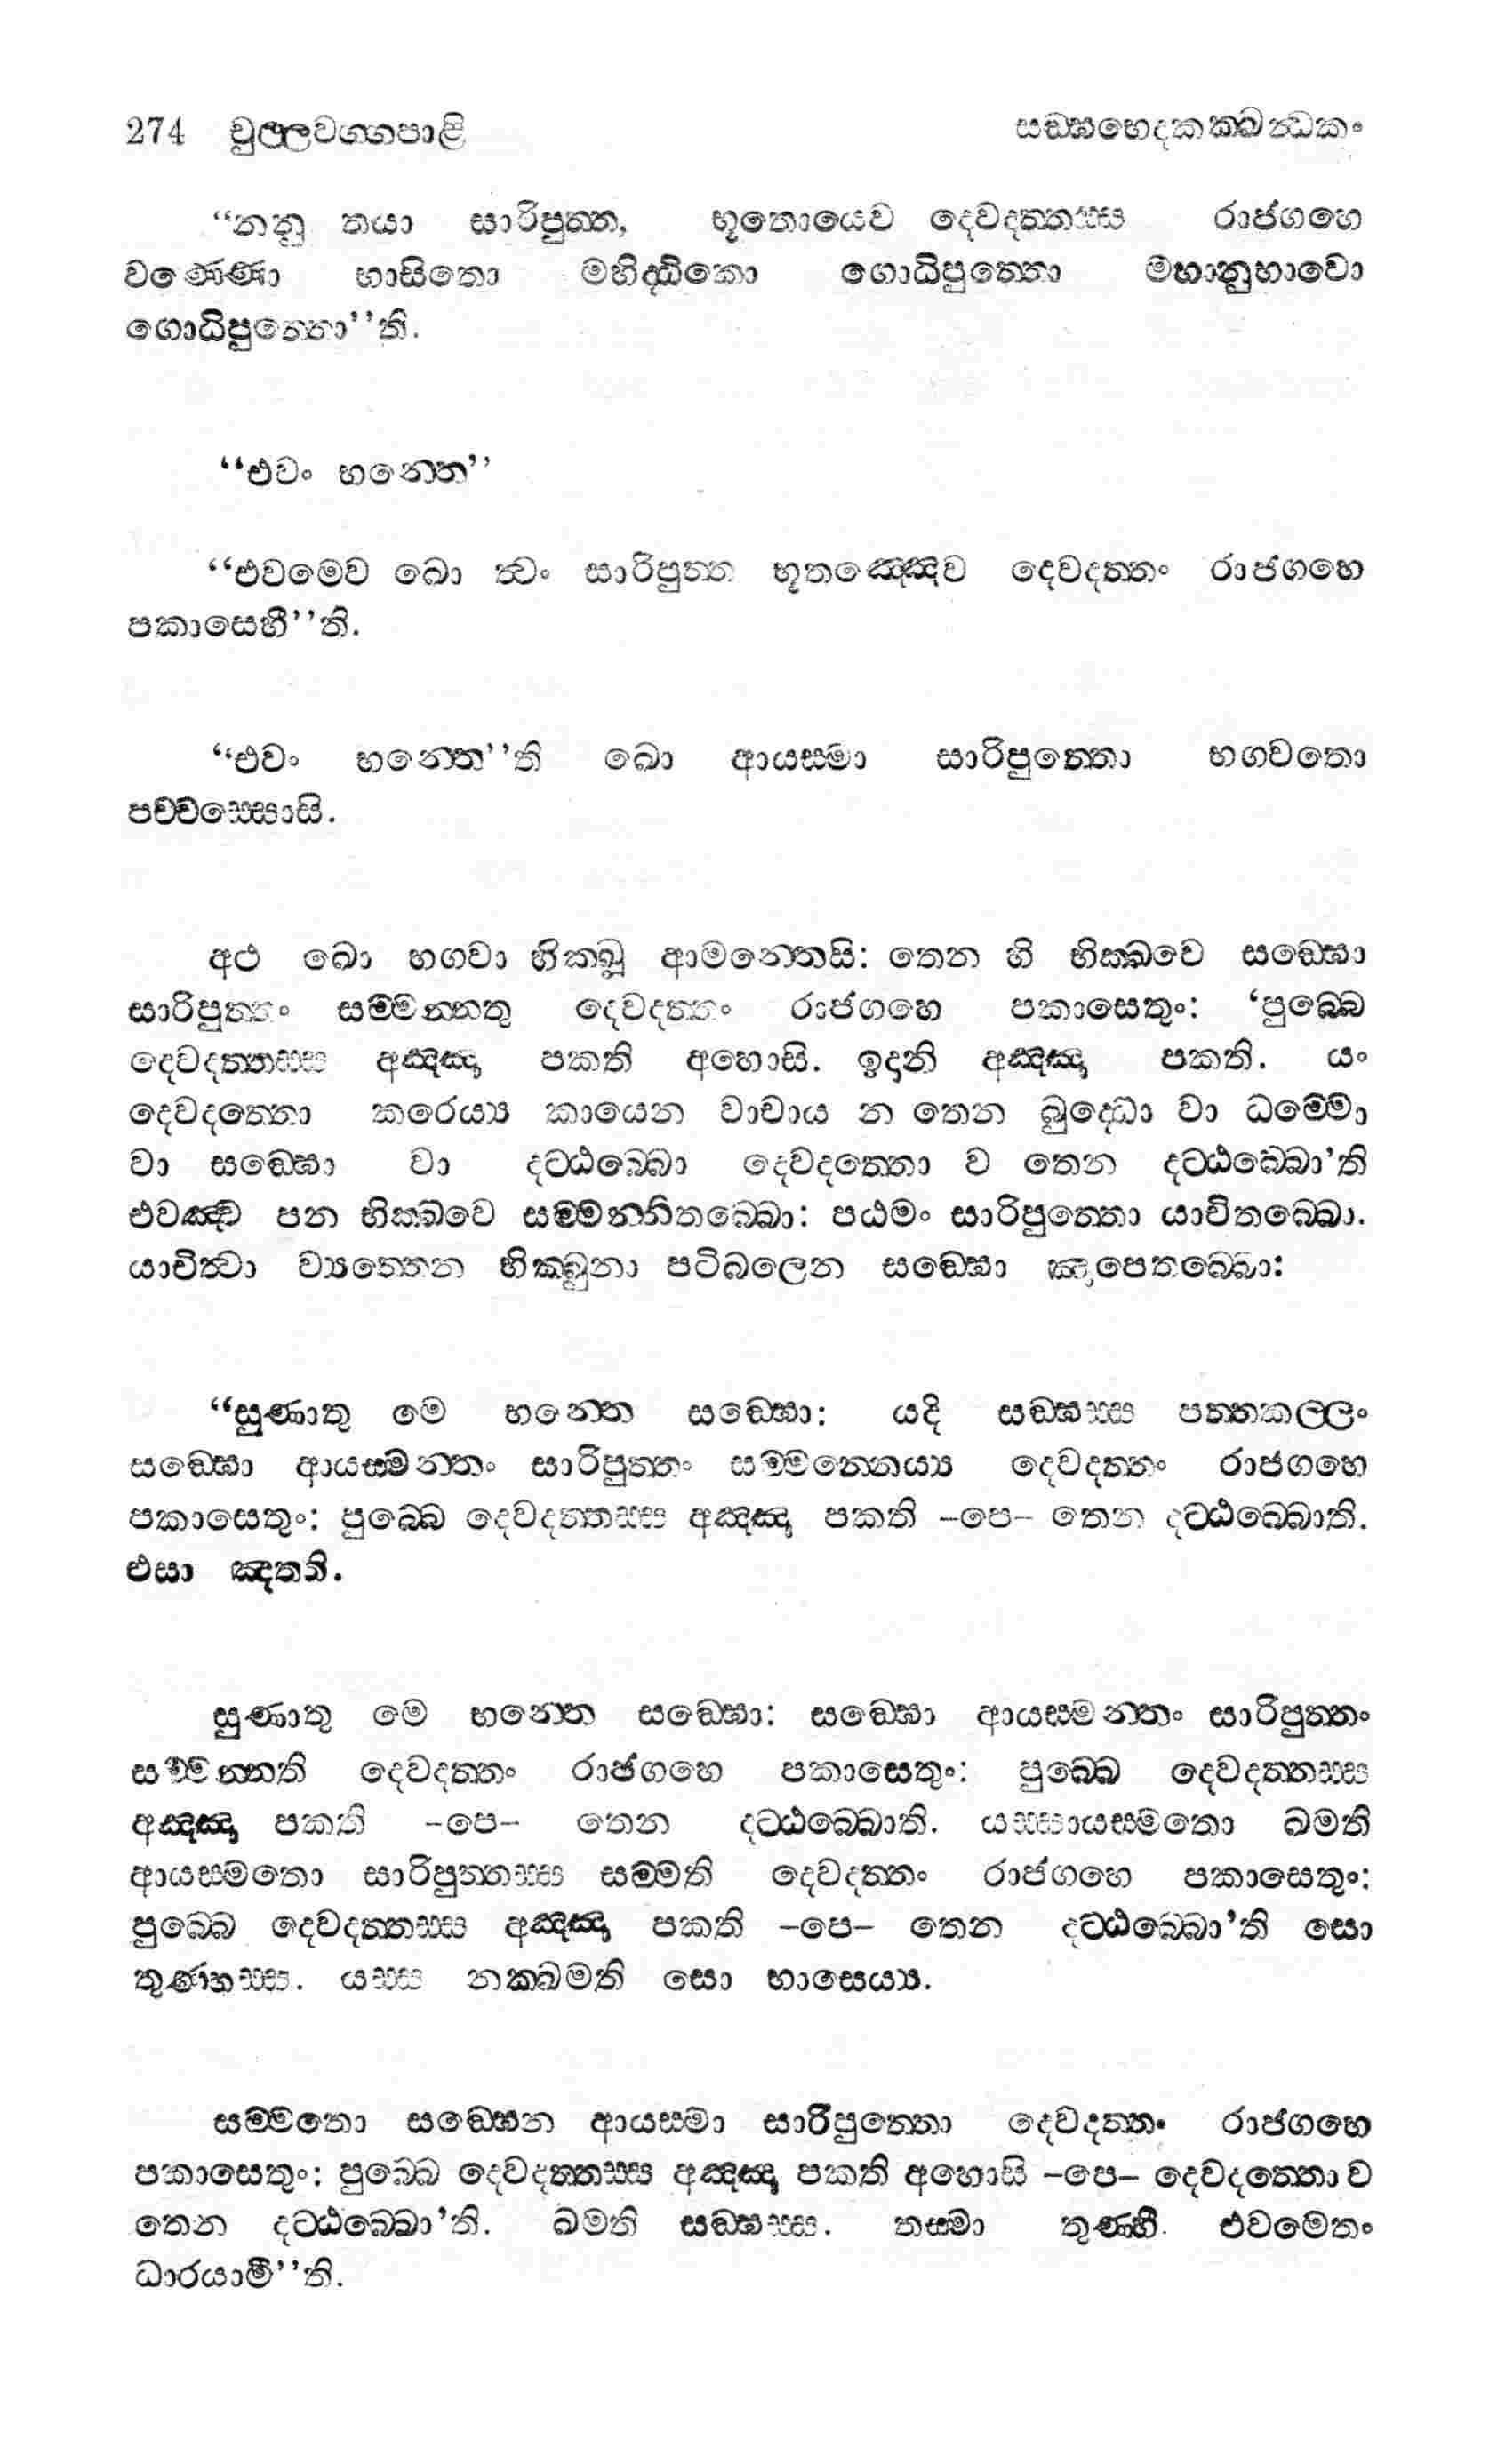 274 චුල්ලවග්ගපාළි සඞ්ඝභෙදකක්ඛන්ධකං
“නනු තයා සාරිපුත්ත, භූතොයෙව දෙවදත්තස්ස රාජගහෙ
වණ්ණො භාසිතො මහිද්ධිකො ගොධිපුත්තො මහානුභාවො
ගොධිපුත්තො’’ති.
‘‘එවං භන්තෙ’’
‘‘එවමෙව ඛො ත්වං සාරිපුත්ත භූතඤ්ඤෙව දෙවදත්තං රාජගහෙ
පකාසෙහී’’ති.
“එවං භන්තෙ’’ති ඛො ආයස්මා සාරිපුත්තො භගවතො
පච්චස්සොසි.
අථ ඛො භගවා භික්ඛූ ආමන්තෙසි: තෙන හි භික්ඛවෙ සඞ්ඝො
සාරිපුත්තං සම්මන්නතු දෙවදත්තං රාජගහෙ පකාසෙතුං: ‘පුබ්බෙ
දෙවදත්තස්ස අඤ්ඤා පකති අහොසි. ඉදානි අඤ්ඤා පකති. යං
දෙවදත්තො කරෙය්‍ය කායෙන වාචාය න තෙන බුද්ධො වා ධම්මො
වා සඞ්ඝො වා දට්ඨබ්බො දෙවදත්තො ව තෙන දට්ඨබ්බො’ති
එවඤ්ච පන භික්ඛවෙ සම්මන්නිතබ්බො: පඨමං සාරිපුත්තො යාචිතබ්බො.
යාචිත්වා ව්‍යත්තෙන භික්ඛුනා පටිබලෙන සඞ්ඝො ඤාපෙතබ්බො:
“සුණාතු මෙ භන්තෙ සඞ්ඝො: යදි සඞ්ඝස්ස පත්තකල්ලං
සඞ්ඝො ආයස්මන්තං සාරිපුත්තං සම්මන්නෙය්‍ය දෙවදත්තං රාජගහෙ
පකාසෙතුං: පුබ්බෙ දෙවදත්තස්ස අඤ්ඤා පකති –පෙ– තෙන දට්ඨබ්බොති.
එසා ඤත්ති.
සුණාතු මෙ භන්තෙ සඞ්ඝො: සඞ්ඝො ආයස්මන්තං සාරිපුත්තං
සම්මන්නති දෙවදත්තං රාජගහෙ පකාසෙතුං: පුබ්බෙ දෙවදත්තස්ස
අඤ්ඤා පකති –පෙ– තෙන දට්ඨබ්බොති. යස්සායස්මතො ඛමති
ආයස්මතො සාරිපුත්තස්ස සම්මති දෙවදත්තං රාජගහෙ පකාසෙතුං:
පුබ්බෙ දෙවදත්තස්ස අඤ්ඤා පකති –පෙ– තෙන දට්ඨබ්බො’ති සො
තුණ්හස්ස. යස්ස නක්ඛමති සො භාසෙය්‍ය.
සම්මතො සඞ්ඝෙන ආයස්මා සාරිපුත්තො දෙවදත්තං රාජගහෙ
පකාසෙතුං: පුබ්බෙ දෙවදත්තස්ස අඤ්ඤා පකති අහොසි –පෙ– දෙවදත්තො ව
තෙන දට්ඨබ්බො’ති. ඛමති සඞ්ඝස්ස. තස්මා තුණ්හී. එවමෙතං
ධාරයාමී’’ති.